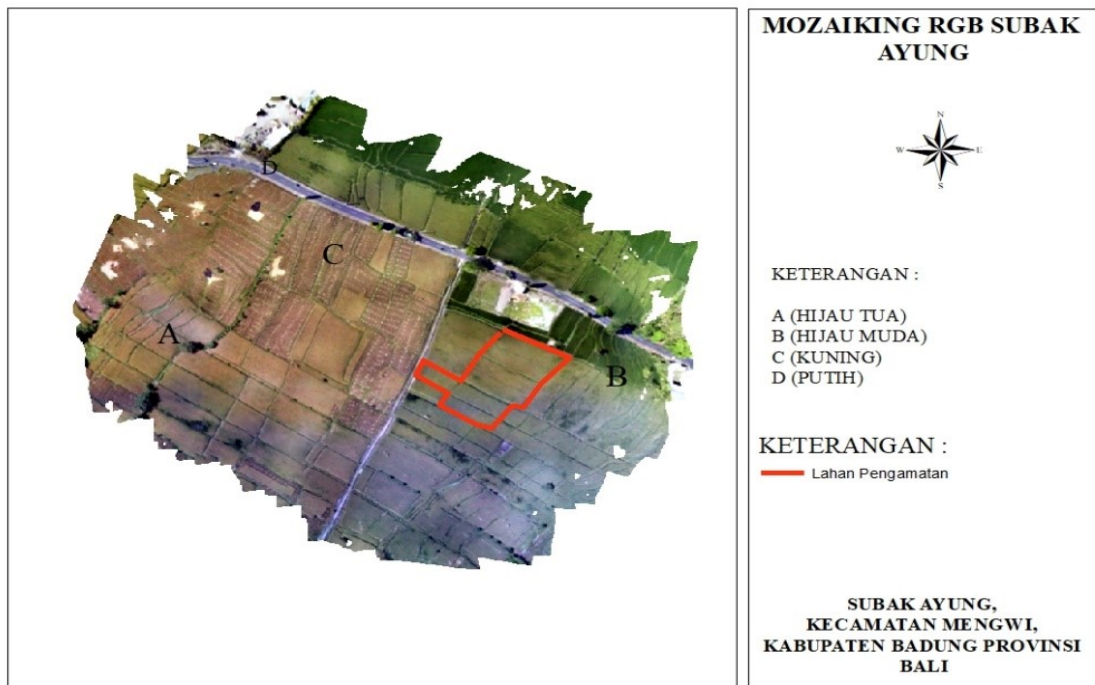 D
C
A
B
MOZAIKING RGB SUBAK
AYUNG
N
W E
S
KETERANGAN :
A (HIJAU TUA)
B (HIJAU MUDA)
C (KUNING)
D (PUTIH)
KETERANGAN :
Lahan Pengamatan
SUBAK AYUNG,
KECAMATAN MENGWI,
KABUPATEN BADUNG PROVINSI
BALI